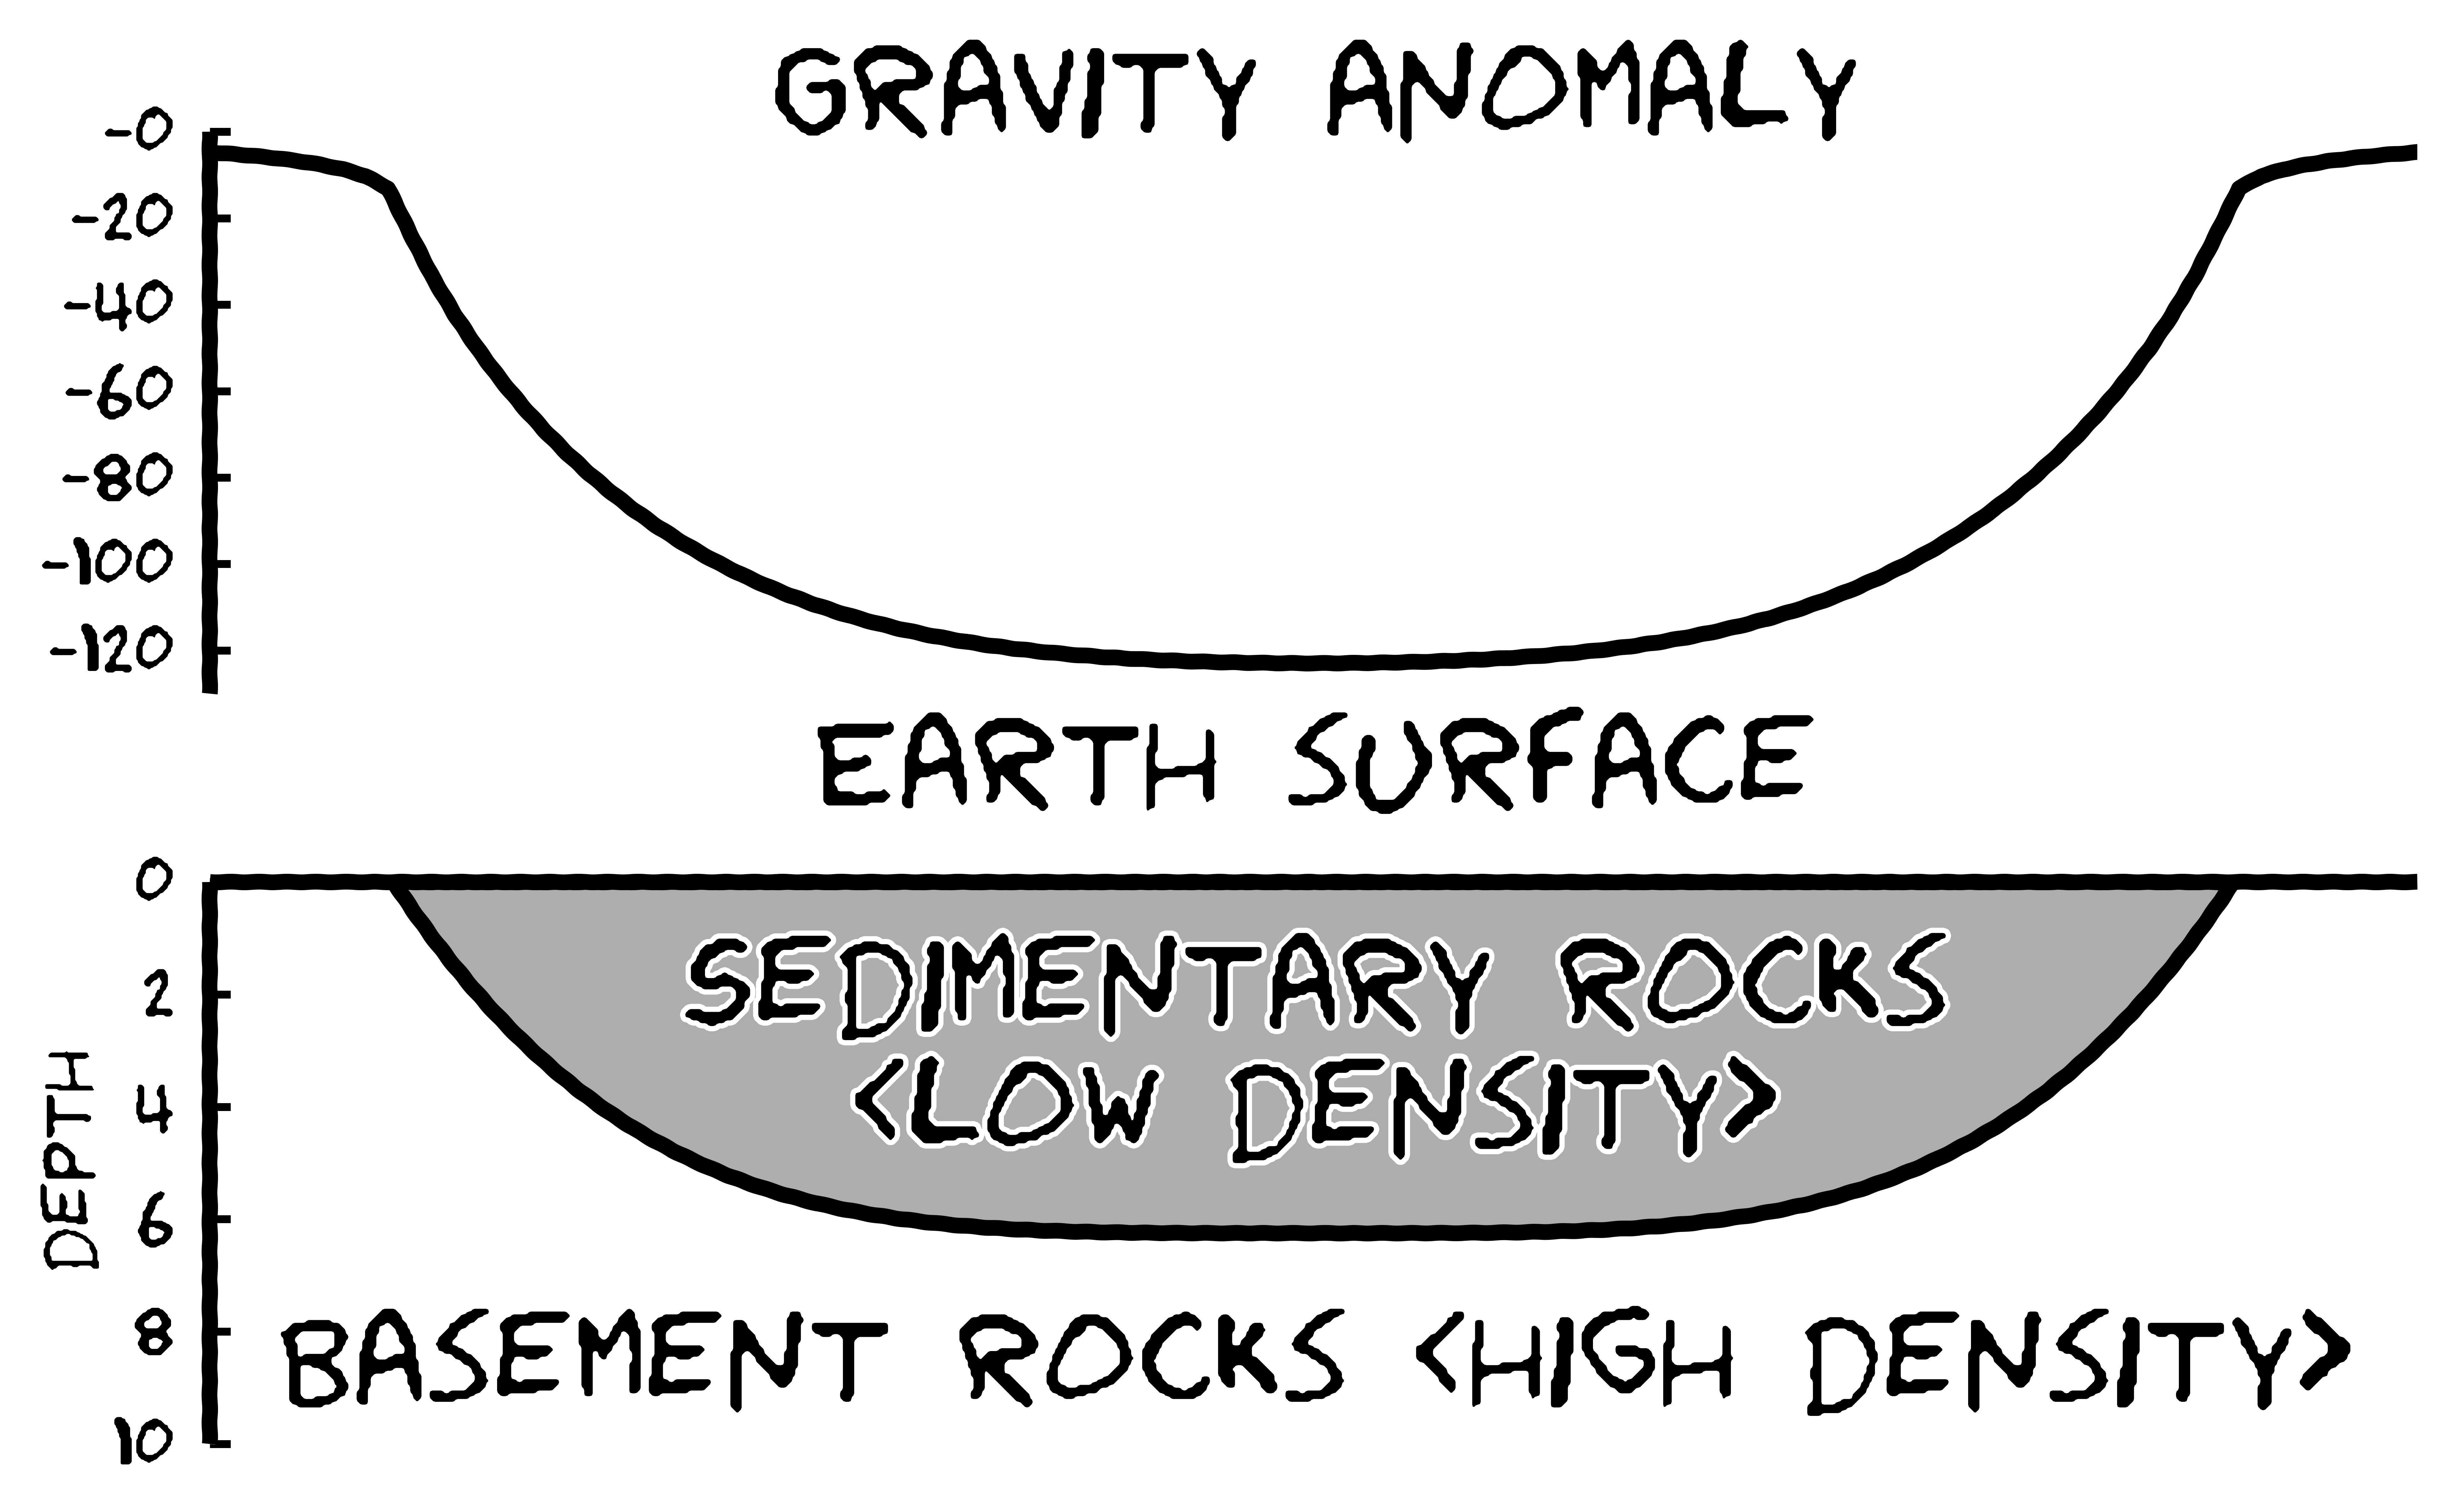 GRAVITY ANOMALY
-0
-20
-40
-60
-80
-100
-120
EARTH SURFACE
0
2
4
6
8
10
DEPTH
SEDIMENTARY ROCKS
<LOW DENSITY>
BASEMENT ROCKS <HIGH DENSITY>